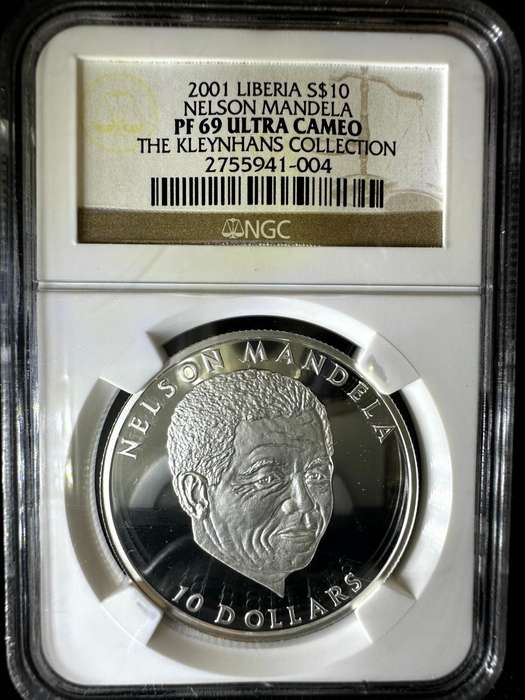 2001 LIBERIA S$10
NELSON MANDELA
PF 69 ULTRA CAMEO
THE KLEYNHANS COLLECTION
2755941-004
NGC
NELSON MANDELA
10 DOLLARS